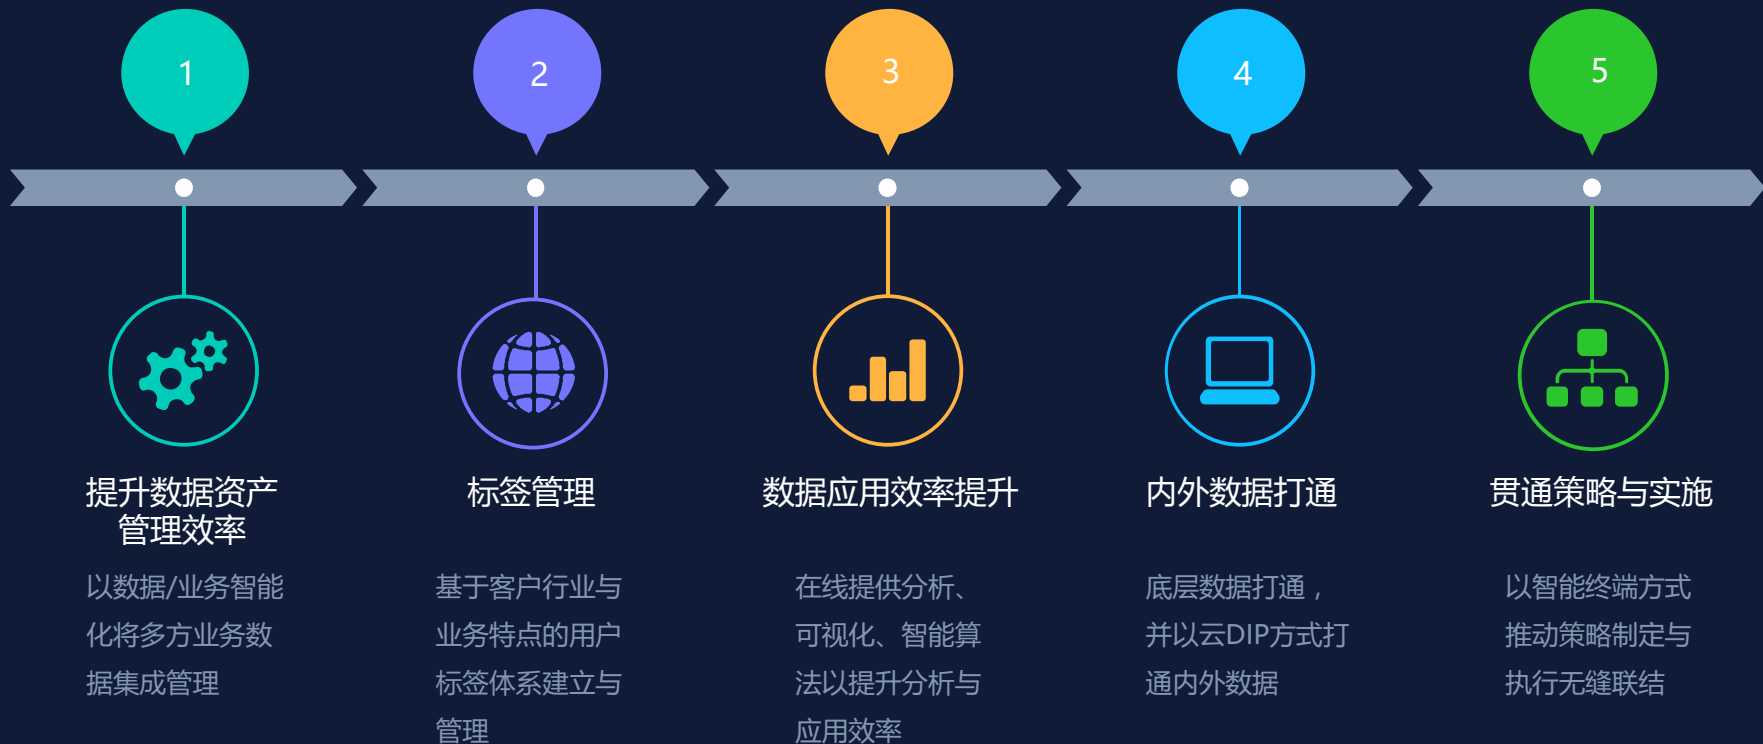 1
2
3
4
5
提升数据资产
管理效率
以数据/业务智能
化将多方业务数
据集成管理
标签管理
基于客户行业与
业务特点的用户
标签体系建立与
管理
数据应用效率提升
在线提供分析、
可视化、智能算
法以提升分析与
应用效率
内外数据打通
底层数据打通，
并以云DIP方式打
通内外数据
贯通策略与实施
以智能终端方式
推动策略制定与
执行无缝联结